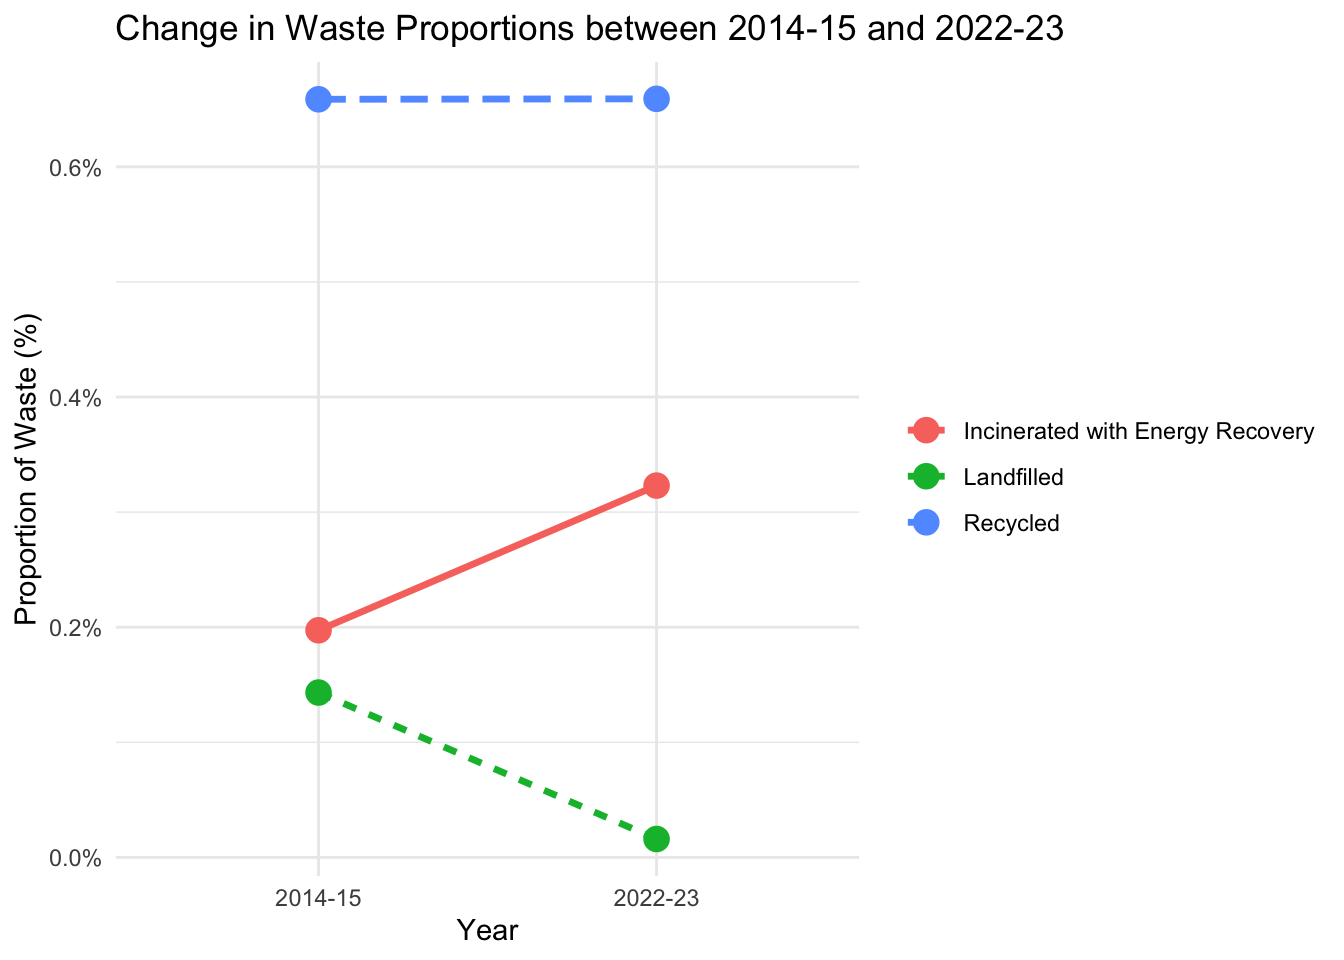 Change in Waste Proportions between 2014-15 and 2022-23
Proportion of Waste (%)
0.6%
0.4%
0.2%
0.0%
2014-15
2022-23
Year
Incinerated with Energy Recovery
Landfilled
Recycled